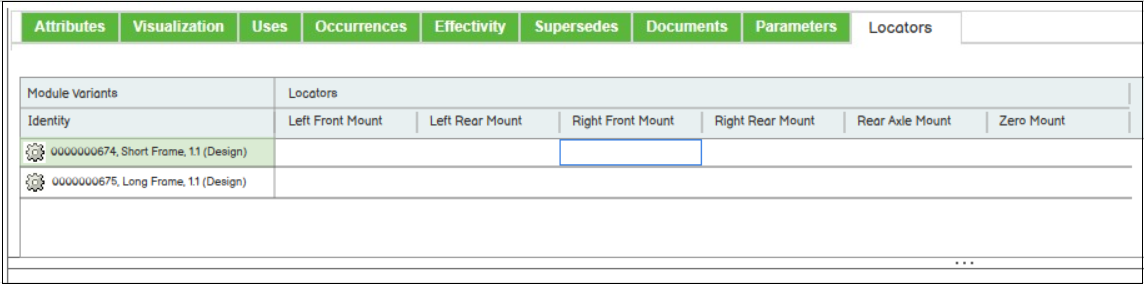 Attributes Visualization Uses Occurrences Effectivity Supersedes Documents Parameters Locators
Module Variants Locators
Identity Left Front Mount Left Rear Mount Right Front Mount Right Rear Mount Rear Axle Mount Zero Mount
0000000674, Short Frame, 1.1 (Design)
0000000675, Long Frame, 1.1 (Design)